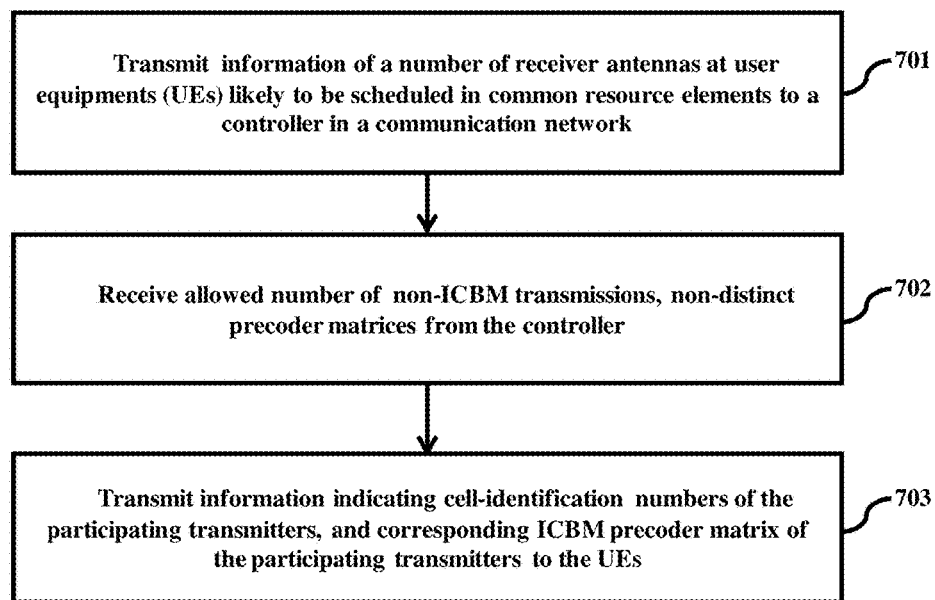 Transmit information of a number of receiver antennas at user
equipments (UEs) likely to be scheduled in common resource elements to a
controller in a communication network
701
Receive allowed number of non-ICBM transmissions, non-distinct
precoder matrices from the controller
702
Transmit information indicating cell-identification numbers of the
participating transmitters, and corresponding ICBM precoder matrix of
the participating transmitters to the UEs
703